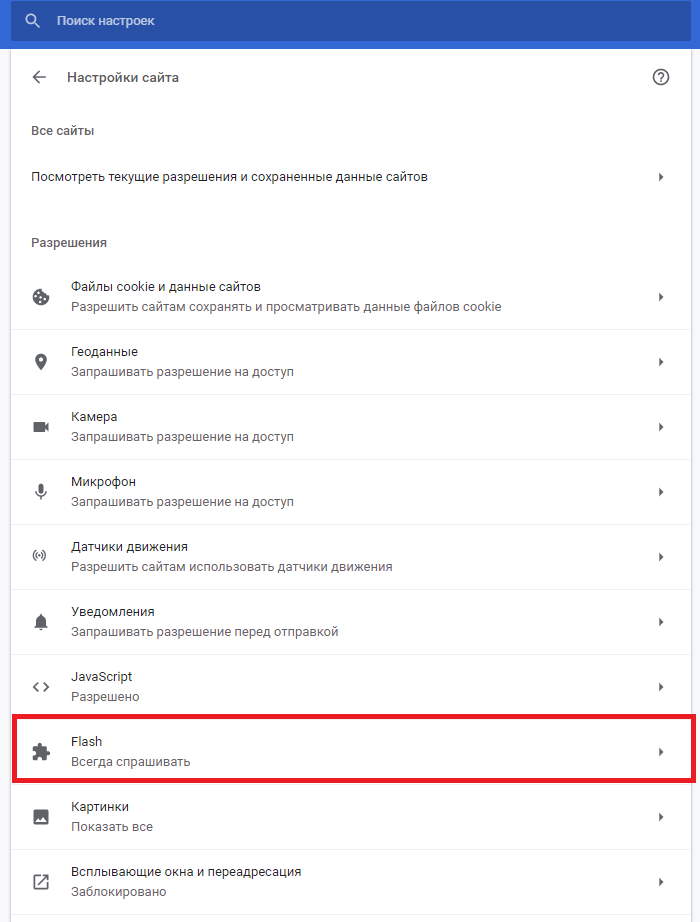 Поиск настроек
Настройки сайта
Все сайты
Посмотреть текущие разрешения и сохраненные данные сайтов
Разрешения
Файлы cookie и данные сайтов
Разрешить сайтам сохранять и просматривать данные файлов cookie
Геоданные
Запрашивать разрешение на доступ
Камера
Запрашивать разрешение на доступ
Микрофон
Запрашивать разрешение на доступ
Датчики движения
Разрешить сайтам использовать датчики движения
Уведомления
Запрашивать разрешение перед отправкой
JavaScript
Разрешено
Flash
Всегда спрашивать
Картинки
Показать все
Всплывающие окна и переадресация
Заблокировано